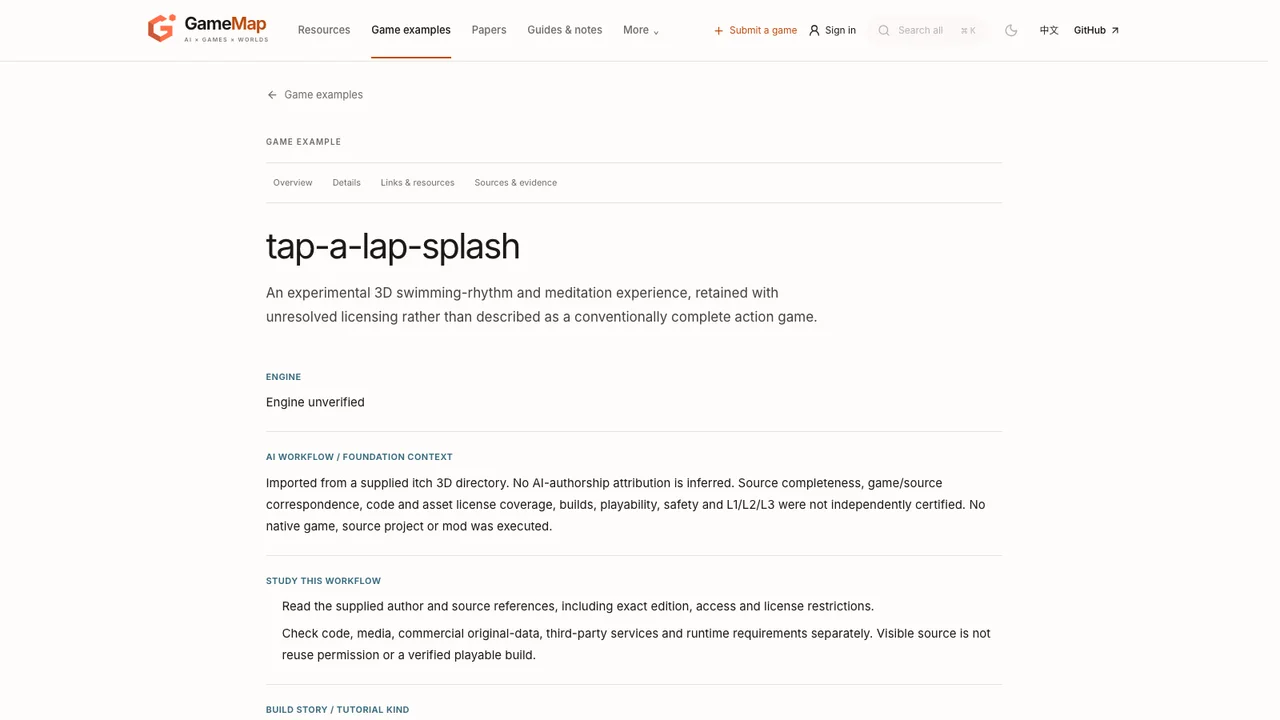 GameMap
AI × GAMES × WORLDS
Resources
Game examples
Papers
Guides & notes
More
Submit a game
Sign in
Search all
⌘ K
中文
GitHub ↗
← Game examples
GAME EXAMPLE
Overview
Details
Links & resources
Sources & evidence
tap-a-lap-splash
An experimental 3D swimming-rhythm and meditation experience, retained with
unresolved licensing rather than described as a conventionally complete action game.
ENGINE
Engine unverified
AI WORKFLOW / FOUNDATION CONTEXT
Imported from a supplied itch 3D directory. No AI-authorship attribution is inferred. Source completeness, game/source
correspondence, code and asset license coverage, builds, playability, safety and L1/L2/L3 were not independently certified. No
native game, source project or mod was executed.
STUDY THIS WORKFLOW
Read the supplied author and source references, including exact edition, access and license restrictions.
Check code, media, commercial original-data, third-party services and runtime requirements separately. Visible source is not
reuse permission or a verified playable build.
BUILD STORY / TUTORIAL KIND